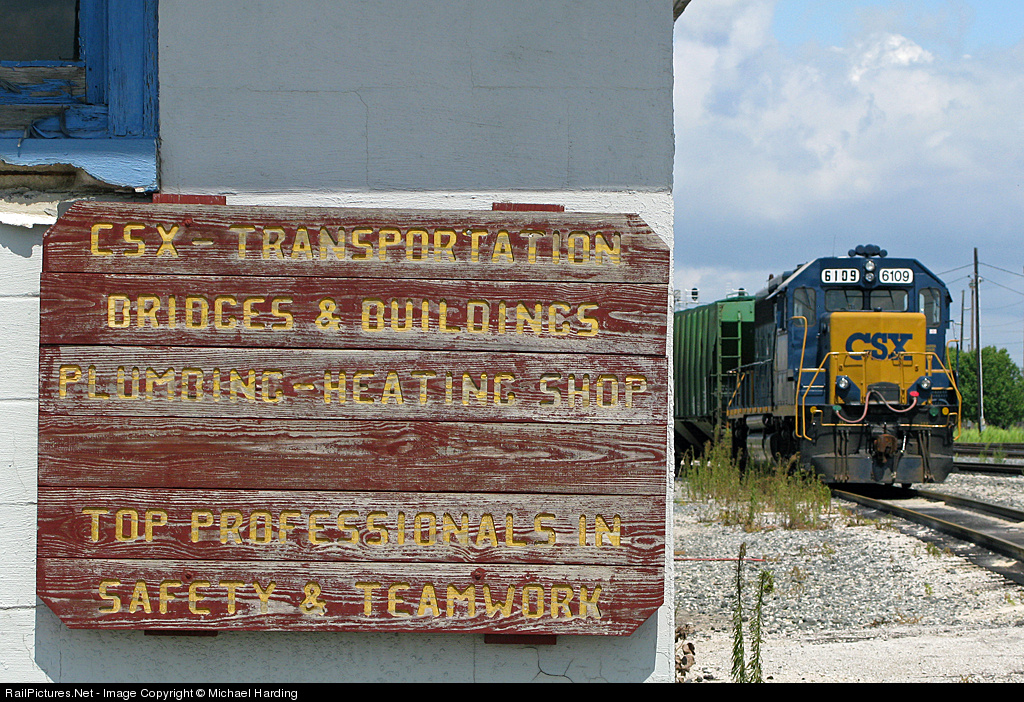 CSX- TRANSPORTATION
BRIDGES & BUILDINGS
PLUMBING-HEATING SHOP
TOP PROFESSIONALS IN
SAFETY & TEAMWORK
6109 6109
CSX
RailPictures.Net - Image Copyright © Michael Harding